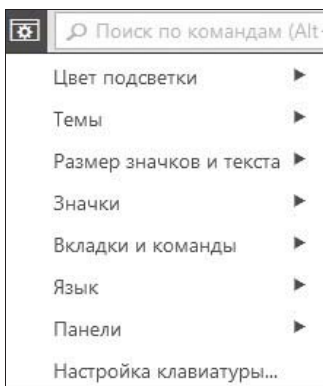 Поиск по командам (Alt-
Цвет подсветки
Темы
Размер значков и текста
Значки
Вкладки и команды
Язык
Панели
Настройка клавиатуры...